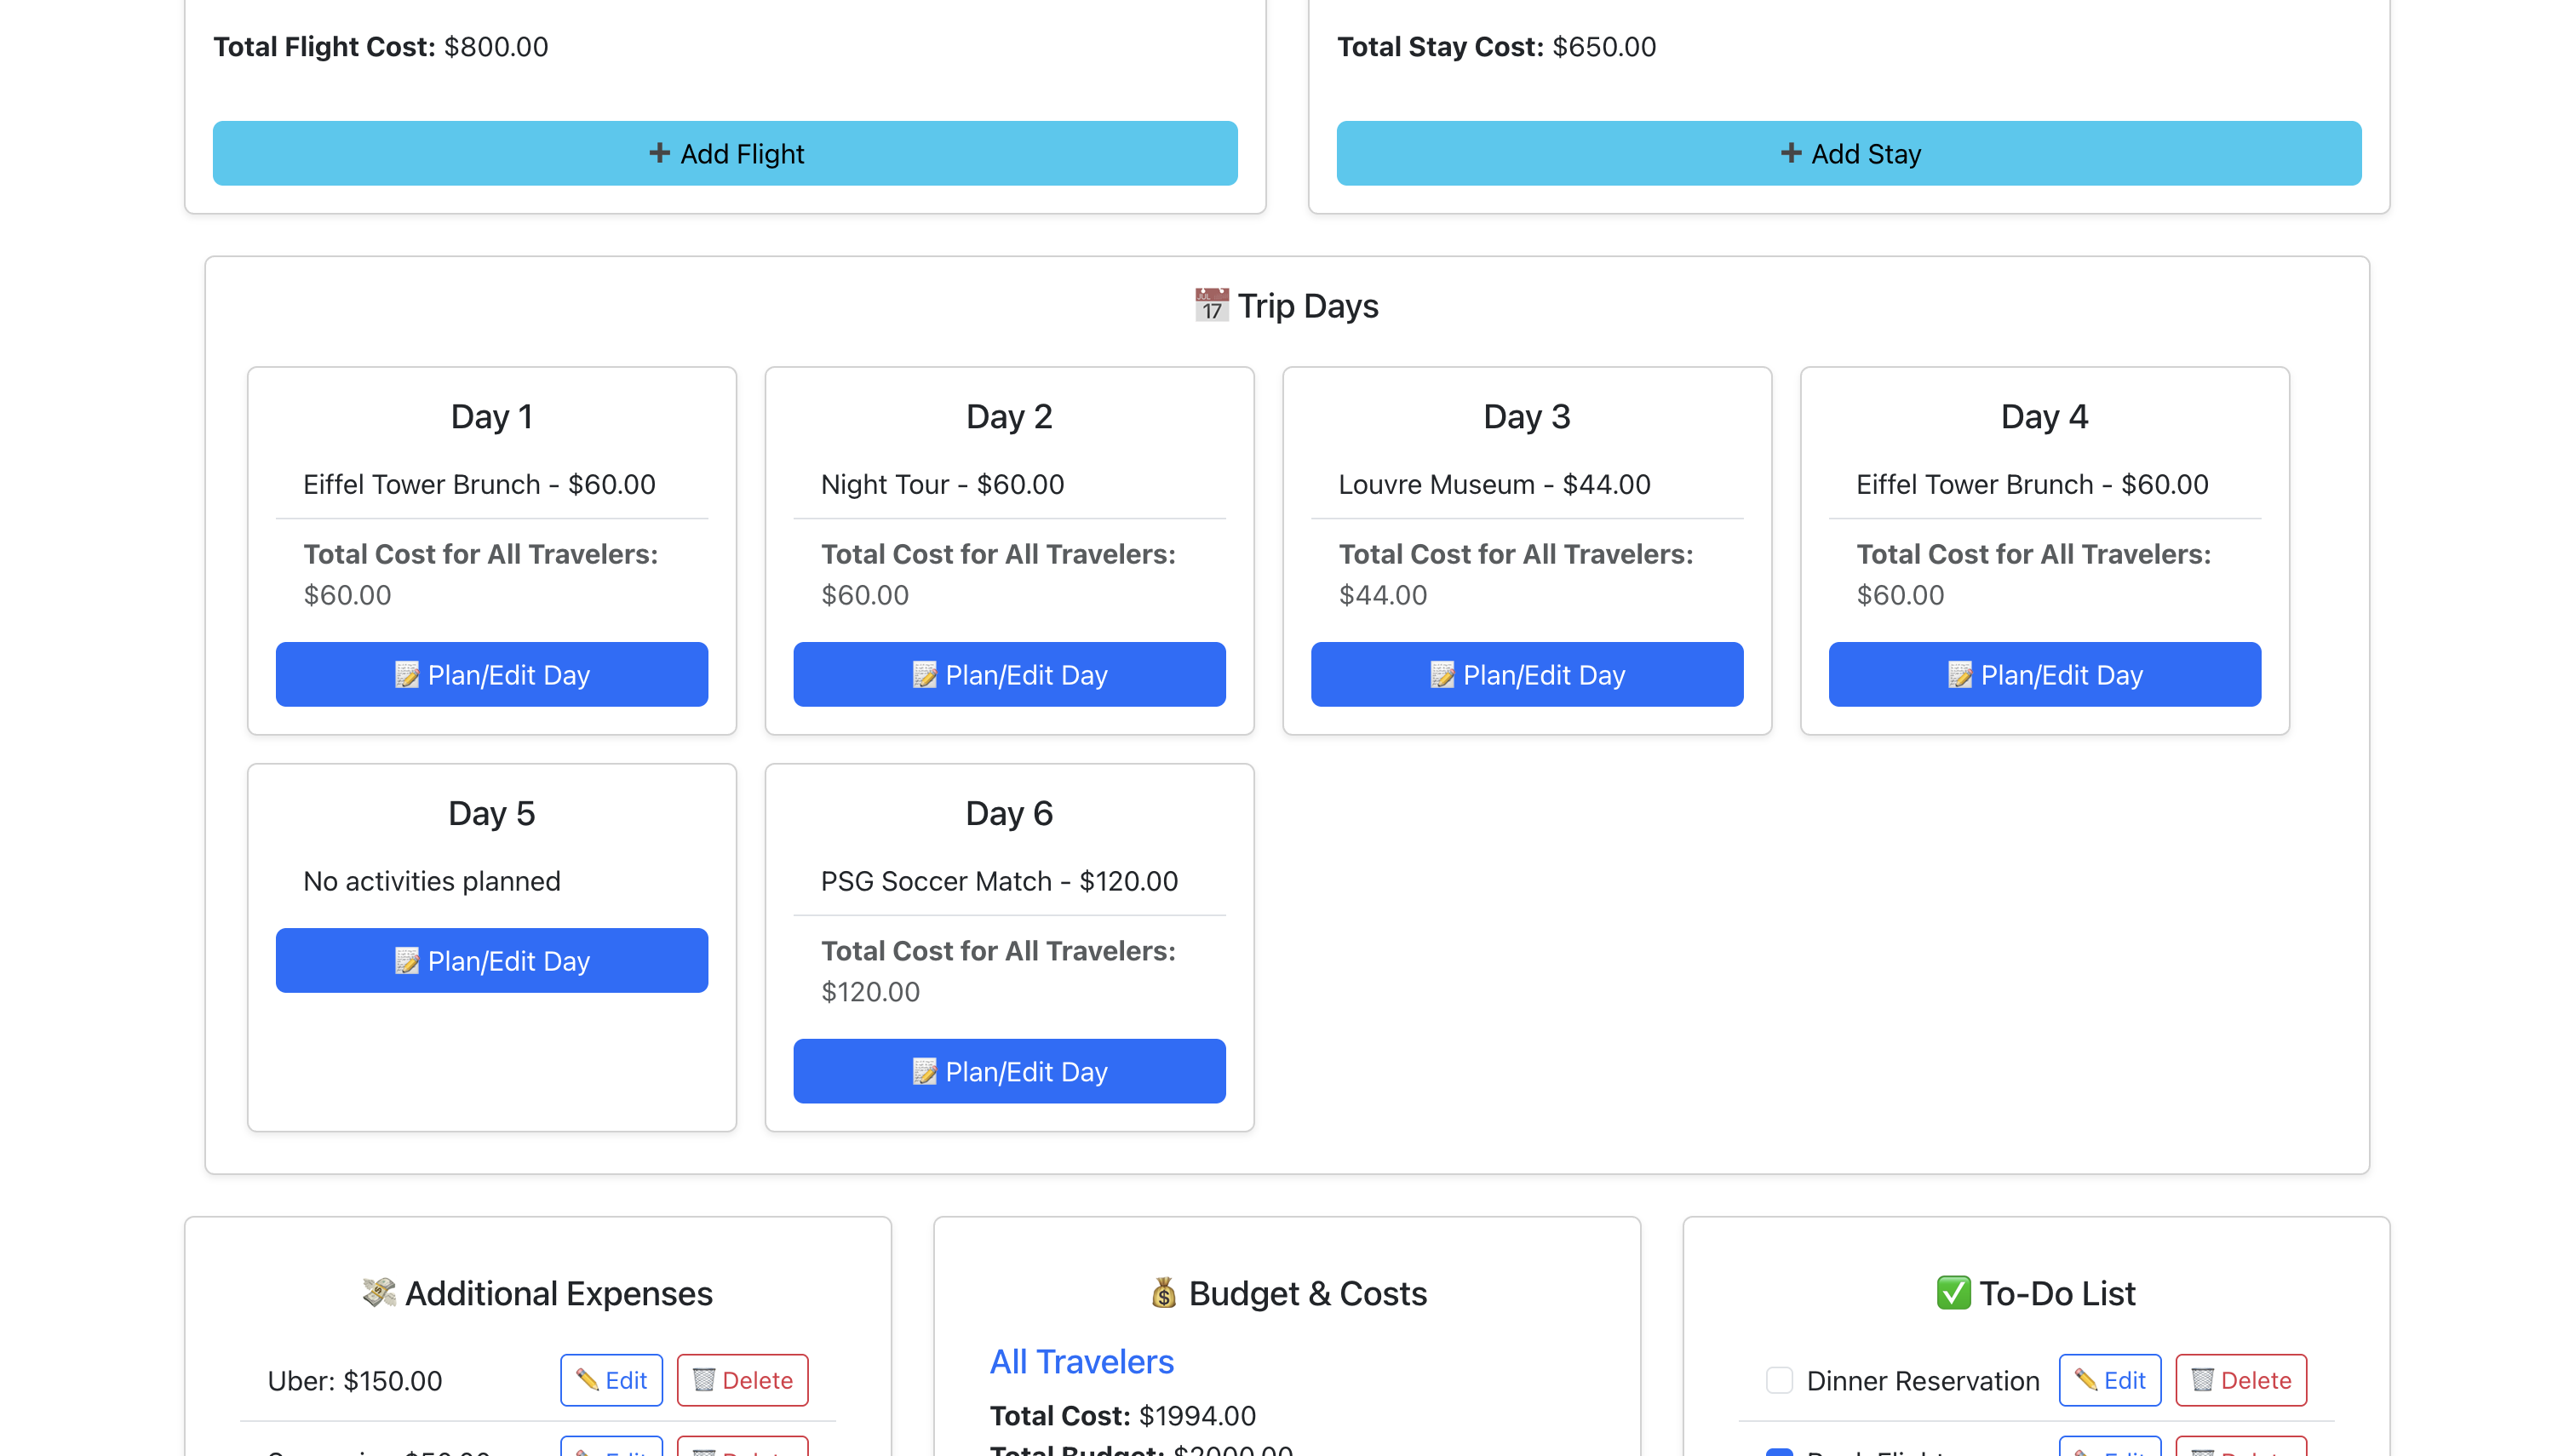 Total Flight Cost: $800.00
Add Flight
Total Stay Cost: $650.00
Add Stay
JUL 17 Trip Days
Day 1
Eiffel Tower Brunch - $60.00
Total Cost for All Travelers:
$60.00
Plan/Edit Day
Day 2
Night Tour - $60.00
Total Cost for All Travelers:
$60.00
Plan/Edit Day
Day 3
Louvre Museum - $44.00
Total Cost for All Travelers:
$44.00
Plan/Edit Day
Day 4
Eiffel Tower Brunch - $60.00
Total Cost for All Travelers:
$60.00
Plan/Edit Day
Day 5
No activities planned
Plan/Edit Day
Day 6
PSG Soccer Match - $120.00
Total Cost for All Travelers:
$120.00
Plan/Edit Day
Additional Expenses
Uber: $150.00
Edit
Delete
Budget & Costs
All Travelers
Total Cost: $1994.00
Total Budget: $2000.00
To-Do List
Dinner Reservation
Edit
Delete